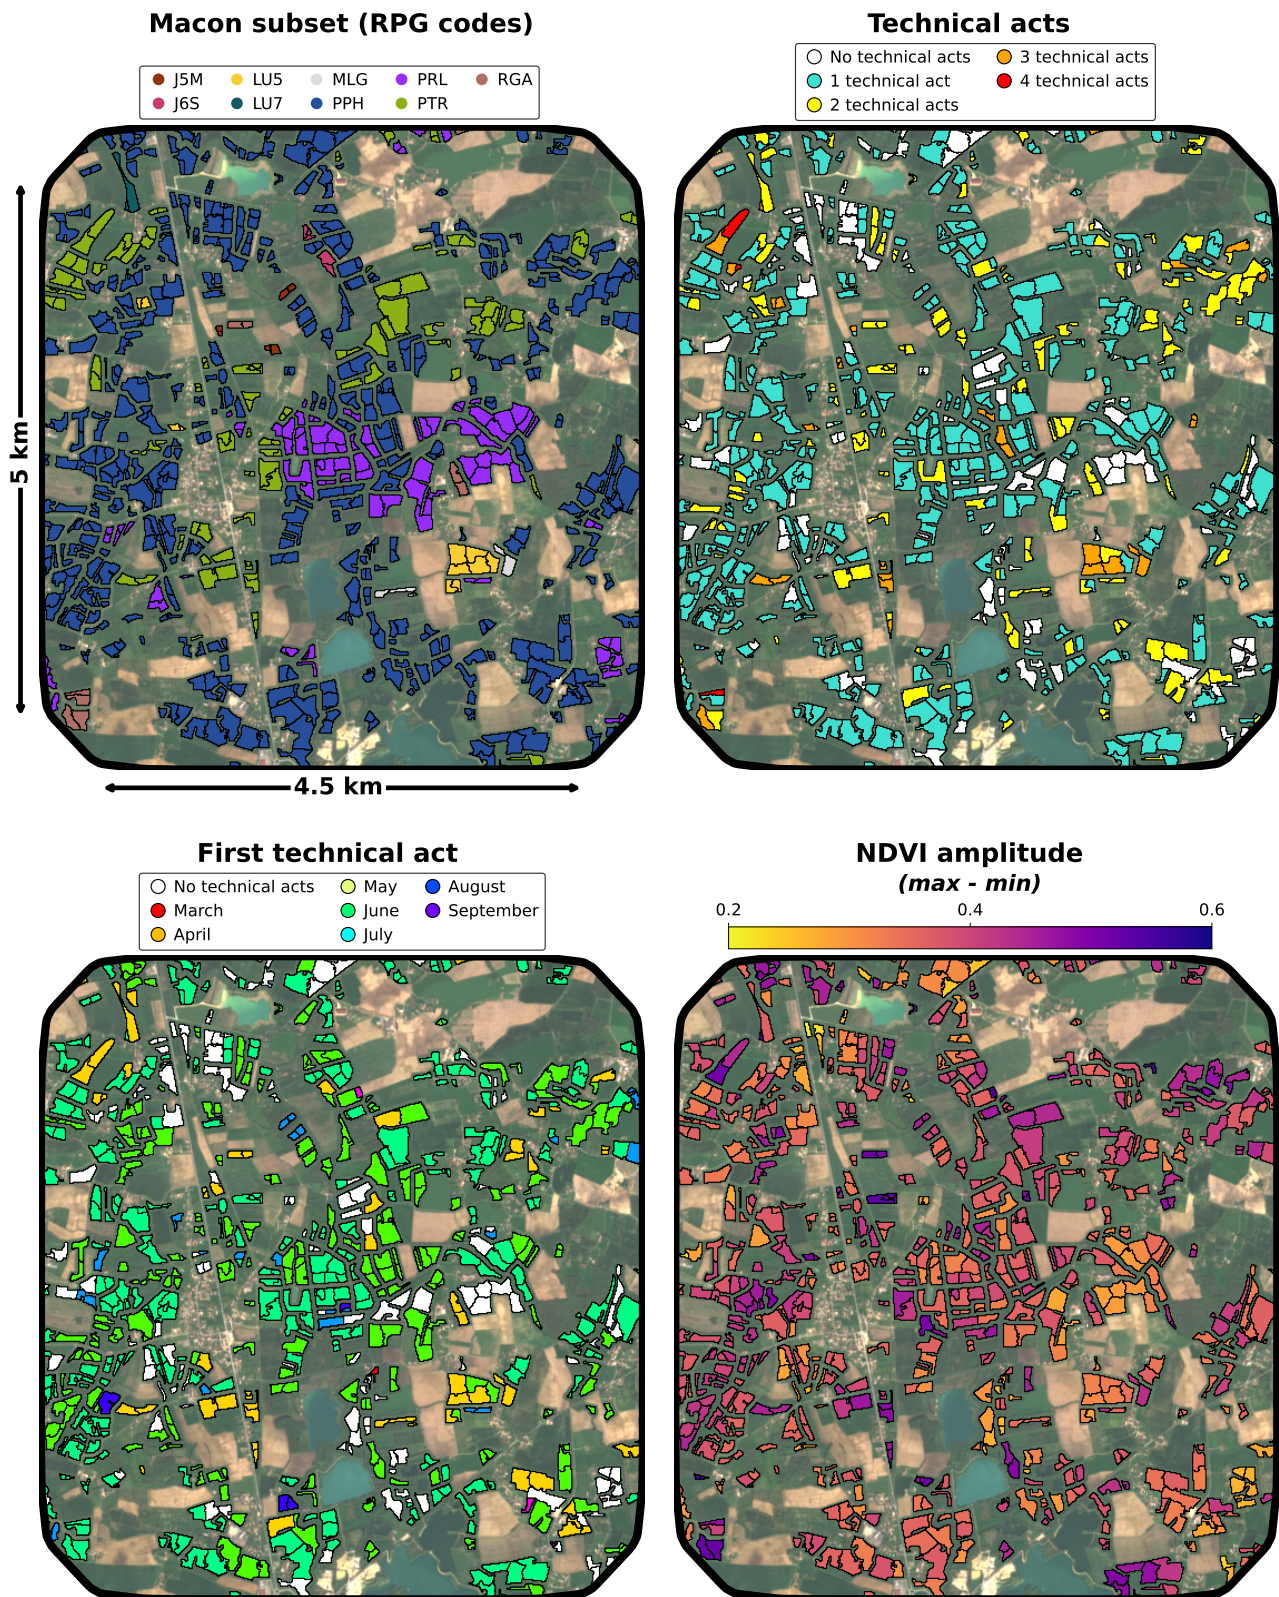 Macon subset (RPG codes)
J5M LU5 MLG PRL RGA
J6S LU7 PPH PTR
5 km
4.5 km
Technical acts
No technical acts 3 technical acts
1 technical act 4 technical acts
2 technical acts
First technical act
No technical acts May August
March June September
April July
NDVI amplitude
(max - min)
0.2 0.4 0.6